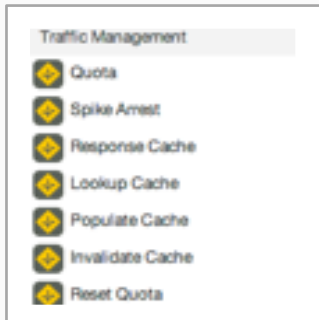 Traffic Management
Quota
Spike Arrest
Response Cache
Lookup Cache
Populate Cache
Invalidate Cache
Reset Quota